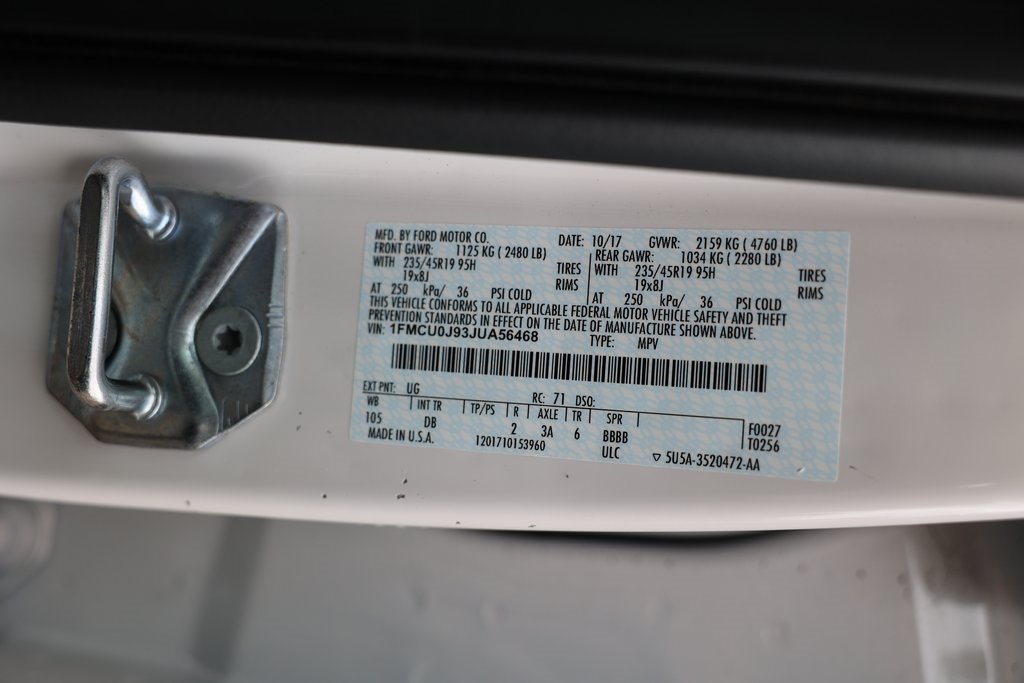 MFD. BY FORD MOTOR CO. DATE: 10/17 GVWR: 2159 KG ( 4760 LB)
FRONT GAWR: 1125 KG ( 2480 LB) REAR GAWR: 1034 KG ( 2280 LB)
WITH 235/45R19 95H TIRES WITH 235/45R19 95H TIRES
19x8J RIMS 19x8J RIMS
AT 250 kPa/ 36 PSI COLD AT 250 kPa/ 36 PSI COLD
THIS VEHICLE CONFORMS TO ALL APPLICABLE FEDERAL MOTOR VEHICLE SAFETY AND THEFT
PREVENTION STANDARDS IN EFFECT ON THE DATE OF MANUFACTURE SHOWN ABOVE.
VIN: 1FMCU0J93JUA56468 TYPE: MPV
EXT PNT: UG RC: 71 DSO:
WB INT TR TP/PS R AXLE TR SPR
105 DB 2 3A 6 BBBB F0027
ULC T0256
MADE IN U.S.A. 1201710153960 ▽ 5U5A-3520472-AA